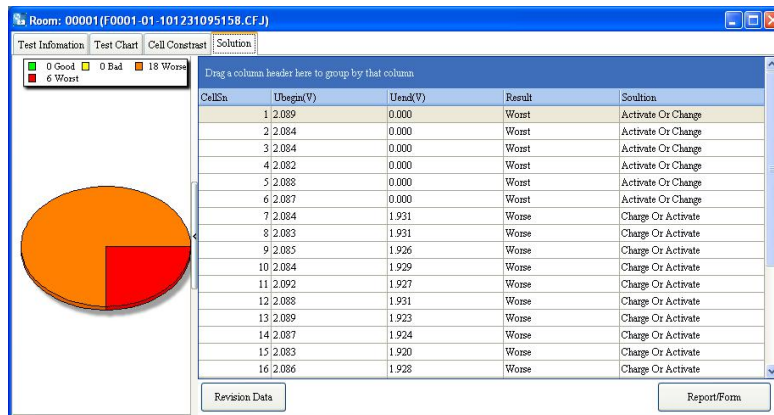 Room: 00001(F0001-01-101231095158.CFJ)
Test Infomation Test Chart Cell Constrast Solution
0 Good 0 Bad 18 Worse
6 Worst
Drag a column header here to group by that column
CellSn Ubegin(V) Uend(V) Result Soultion
1 2.089 0.000 Worst Activate Or Change
2 2.084 0.000 Worst Activate Or Change
3 2.084 0.000 Worst Activate Or Change
4 2.082 0.000 Worst Activate Or Change
5 2.088 0.000 Worst Activate Or Change
6 2.087 0.000 Worst Activate Or Change
7 2.084 1.931 Worse Charge Or Activate
8 2.083 1.931 Worse Charge Or Activate
9 2.085 1.926 Worse Charge Or Activate
10 2.084 1.929 Worse Charge Or Activate
11 2.092 1.927 Worse Charge Or Activate
12 2.088 1.931 Worse Charge Or Activate
13 2.089 1.923 Worse Charge Or Activate
14 2.087 1.924 Worse Charge Or Activate
15 2.083 1.920 Worse Charge Or Activate
16 2.086 1.928 Worse Charge Or Activate
Revision Data Report/Form